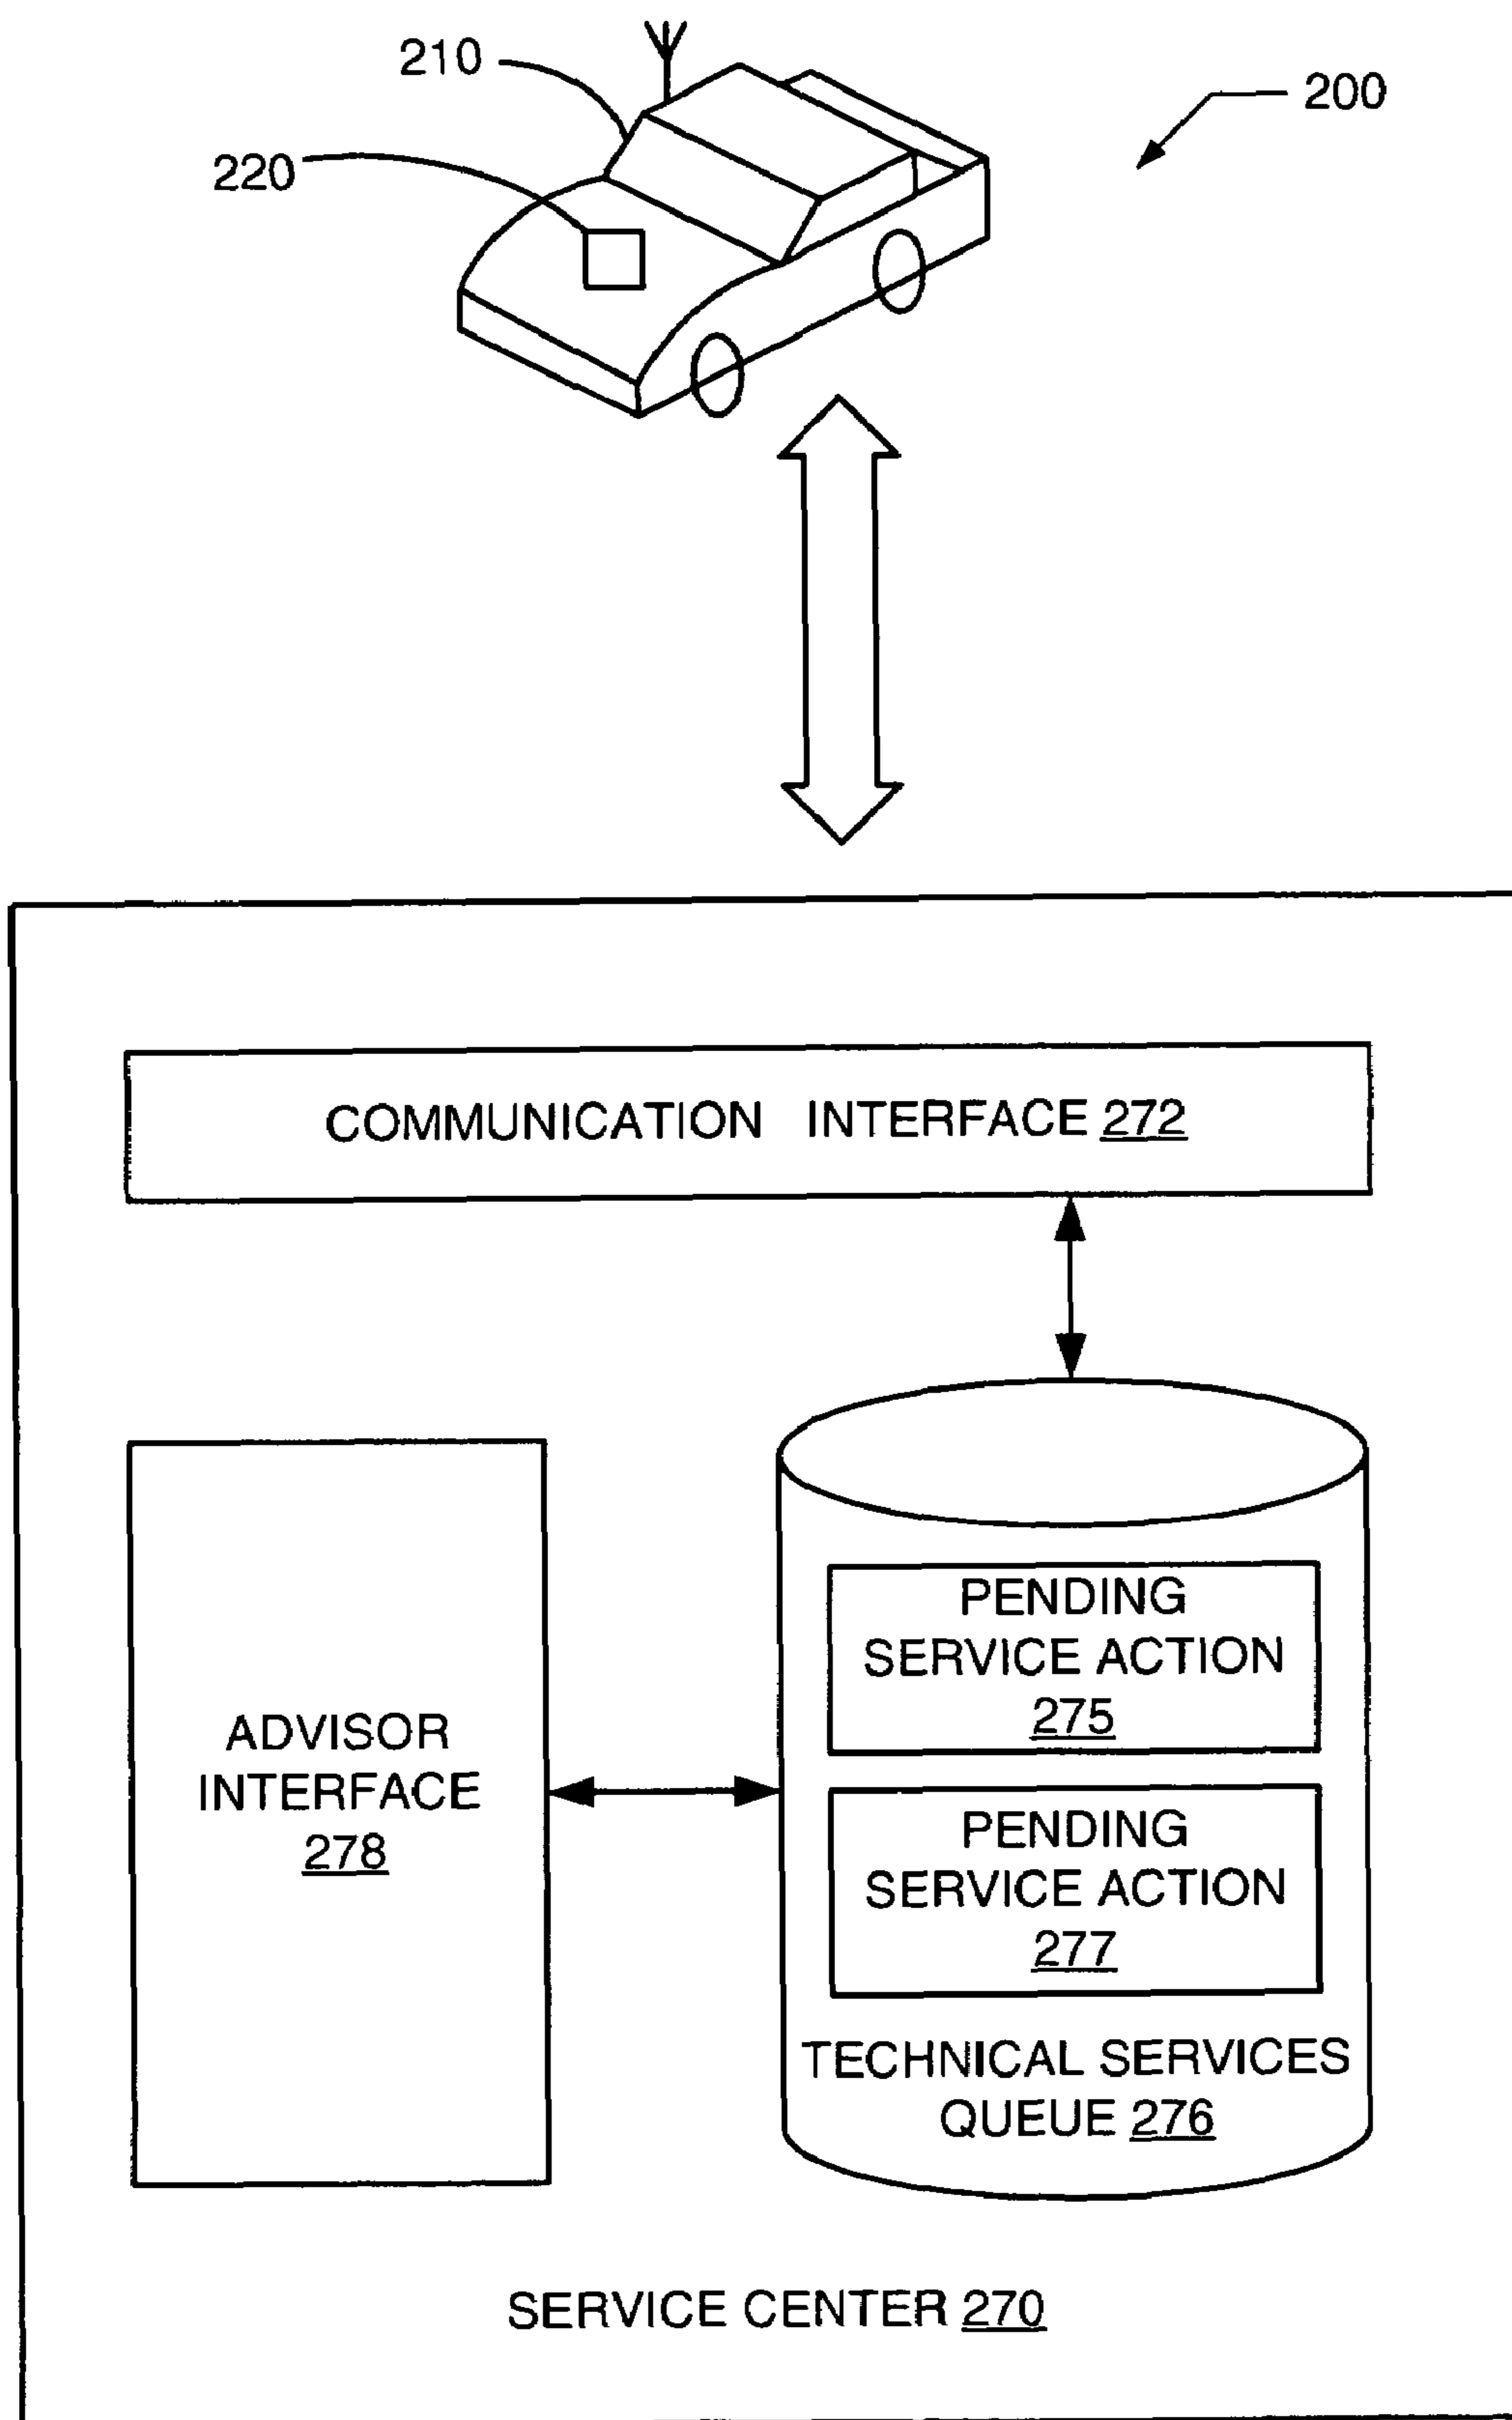 210
200
220
COMMUNICATION INTERFACE 272
PENDING
SERVICE ACTION
275
ADVISOR
INTERFACE
278
PENDING
SERVICE ACTION
277
TECHNICAL SERVICES
QUEUE 276
SERVICE CENTER 270